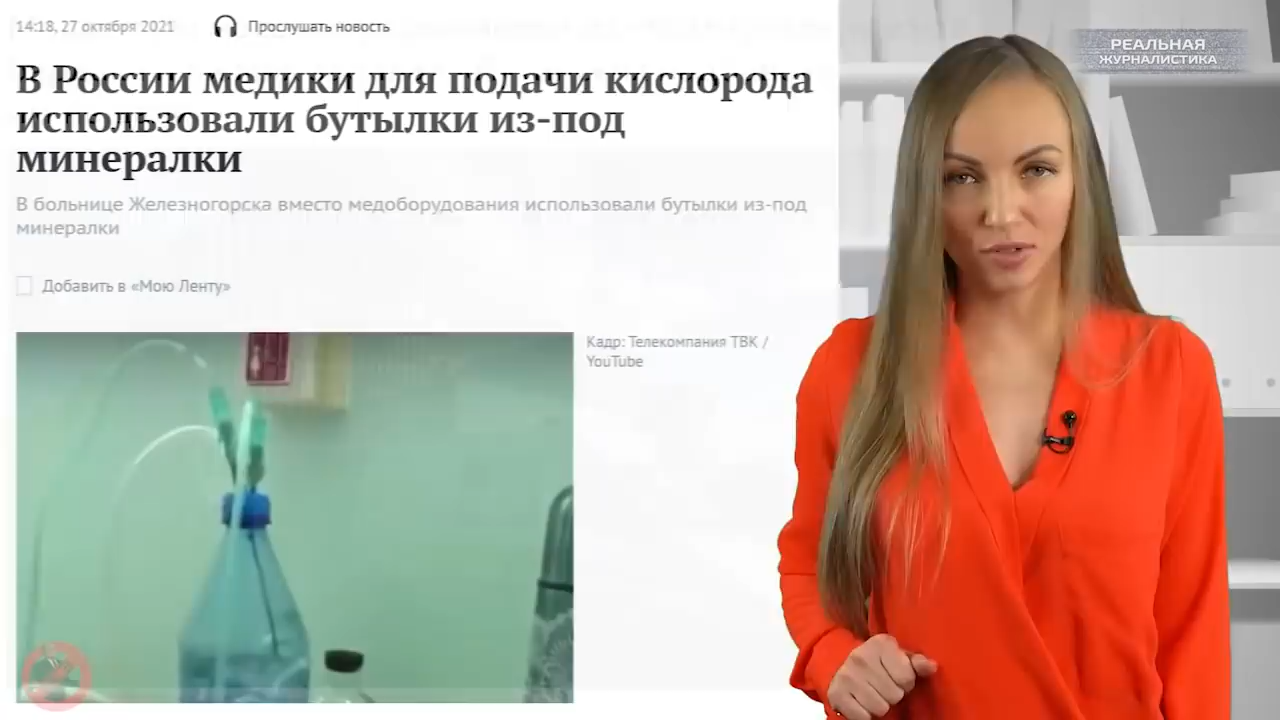 14:18, 27 октября 2021
Прослушать новость
РЕАЛЬНАЯ
ЖУРНАЛИСТИКА
В России медики для подачи кислорода
использовали бутылки из-под
минералки
В больнице Железногорска вместо медоборудования использовали бутылки из-под
минералки
Добавить в «Мою Ленту»
Кадр: Телекомпания ТВК /
YouTube